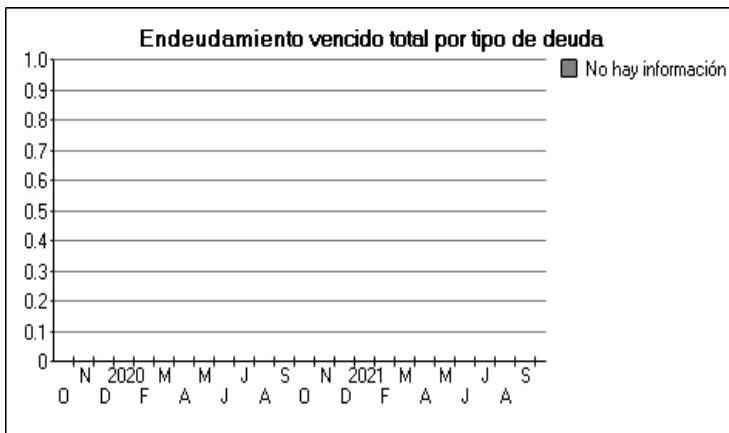 Endeudamiento vencido total por tipo de deuda
No hay información
1.0
0.9
0.8
0.7
0.6
0.5
0.4
0.3
0.2
0.1
0
N 2020 M M J S N 2021 M M J S
O D F A J A O D F A J A